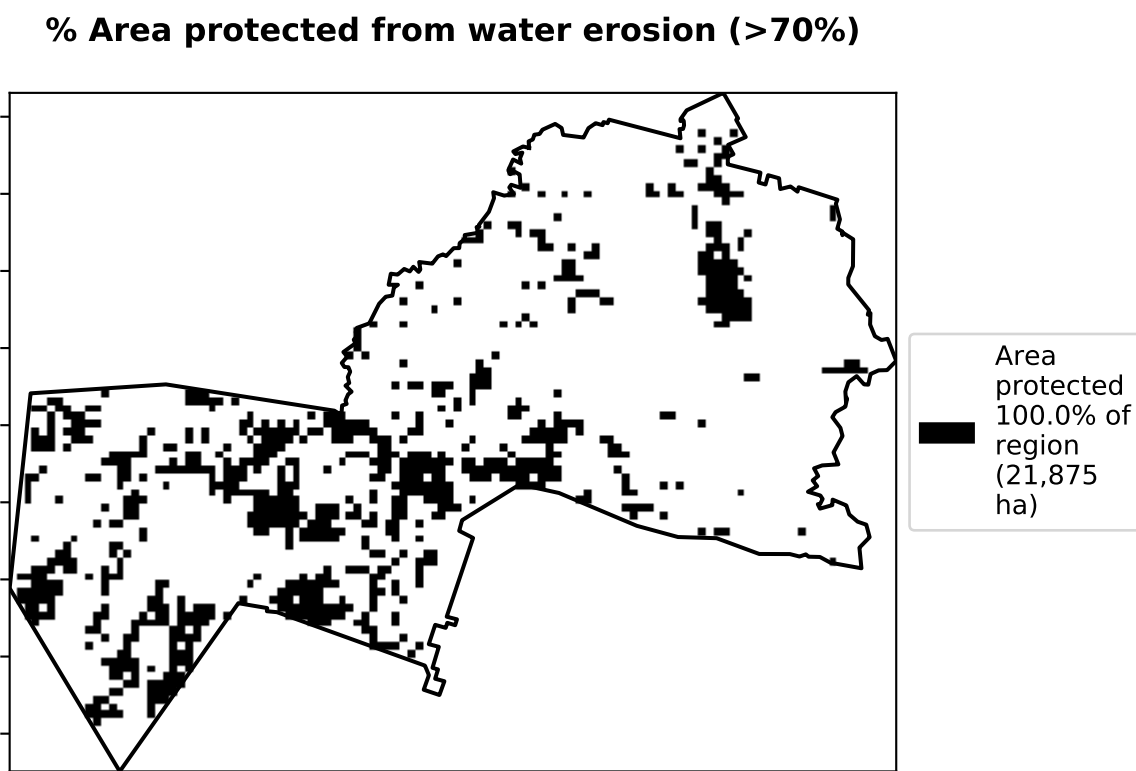 % Area protected from water erosion (>70%)
Area
protected
100.0% of
region
(21,875
ha)